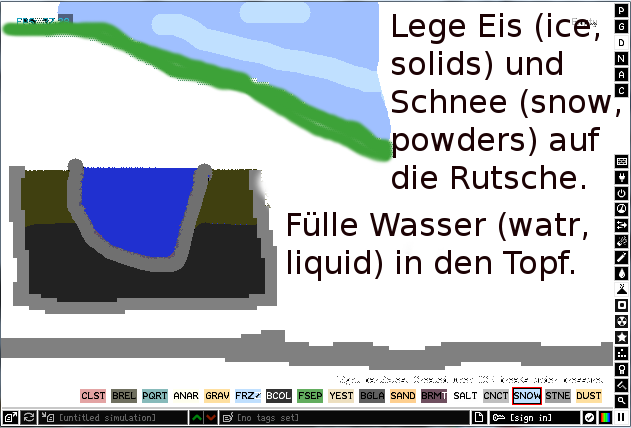 Lege Eis (ice,
solids) und
Schnee (snow,
powders) auf
die Rutsche.
Fülle Wasser (watr,
liquid) in den Topf.
P
G
D
N
A
C
CLST BREL PQRT ANAR GRAV FRZ BCOL FSEP YEST BGLA SAND BRMT SALT CNCT SNOW STNE DUST
[untitled simulation] [no tags set] [sign in]